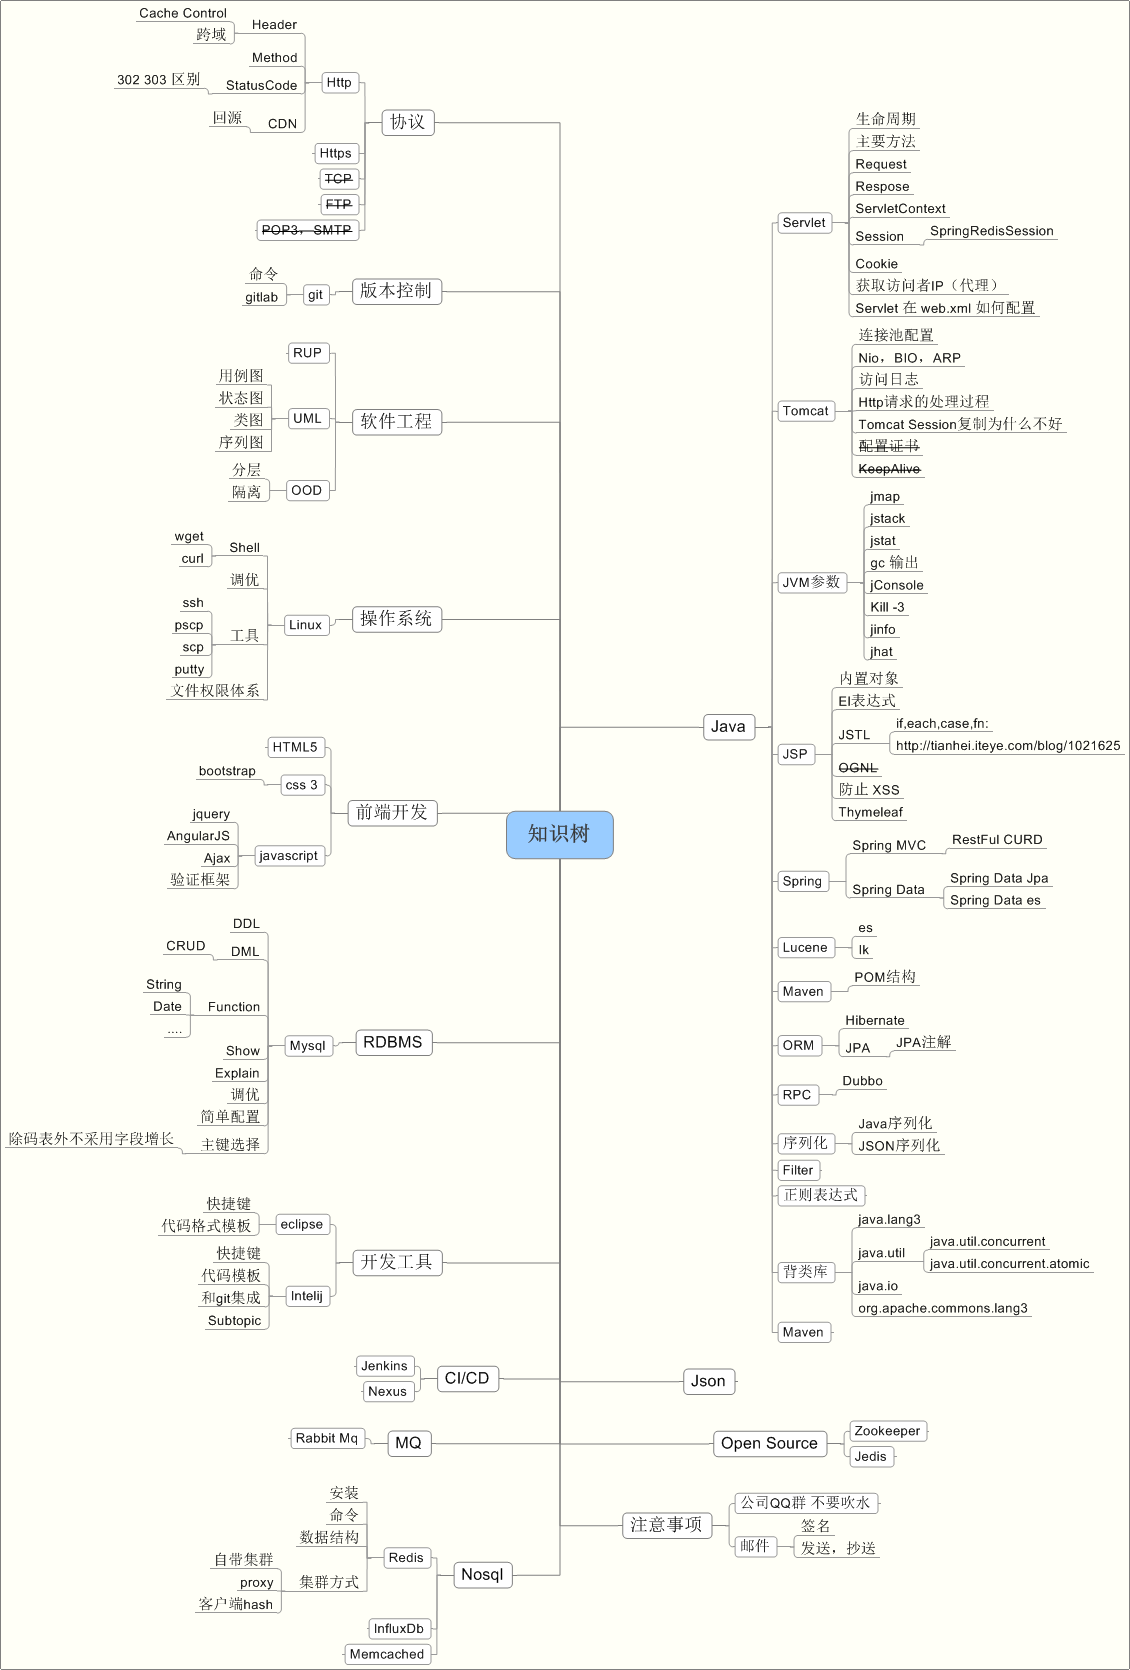 知识树
协议
Http
Header
Cache Control
跨域
Method
StatusCode
302 303 区别
CDN
回源
Https
TCP
FTP
POP3，SMTP
版本控制
git
命令
gitlab
软件工程
RUP
UML
用例图
状态图
类图
序列图
OOD
分层
隔离
操作系统
Linux
Shell
wget
curl
调优
工具
ssh
pscp
scp
putty
文件权限体系
前端开发
HTML5
css 3
bootstrap
javascript
jquery
AngularJS
Ajax
验证框架
RDBMS
Mysql
DDL
DML
CRUD
Function
String
Date
....
Show
Explain
调优
简单配置
主键选择
除码表外不采用字段增长
开发工具
eclipse
快捷键
代码格式模板
Intelij
快捷键
代码模板
和git集成
Subtopic
CI/CD
Jenkins
Nexus
MQ
Rabbit Mq
Nosql
Redis
安装
命令
数据结构
集群方式
自带集群
proxy
客户端hash
InfluxDb
Memcached
Java
Servlet
生命周期
主要方法
Request
Respose
ServletContext
Session
SpringRedisSession
Cookie
获取访问者IP（代理）
Servlet 在 web.xml 如何配置
Tomcat
连接池配置
Nio，BIO，ARP
访问日志
Http请求的处理过程
Tomcat Session复制为什么不好
配置证书
KeepAlive
JVM参数
jmap
jstack
jstat
gc 输出
jConsole
Kill -3
jinfo
jhat
JSP
内置对象
El表达式
JSTL
if,each,case,fn:
http://tianhei.iteye.com/blog/1021625
OGNL
防止 XSS
Thymeleaf
Spring
Spring MVC
RestFul CURD
Spring Data
Spring Data Jpa
Spring Data es
Lucene
es
Ik
Maven
POM结构
ORM
Hibernate
JPA
JPA注解
RPC
Dubbo
序列化
Java序列化
JSON序列化
Filter
正则表达式
背类库
java.lang3
java.util
java.util.concurrent
java.util.concurrent.atomic
java.io
org.apache.commons.lang3
Maven
Json
Open Source
Zookeeper
Jedis
注意事项
公司QQ群 不要吹水
邮件
签名
发送，抄送